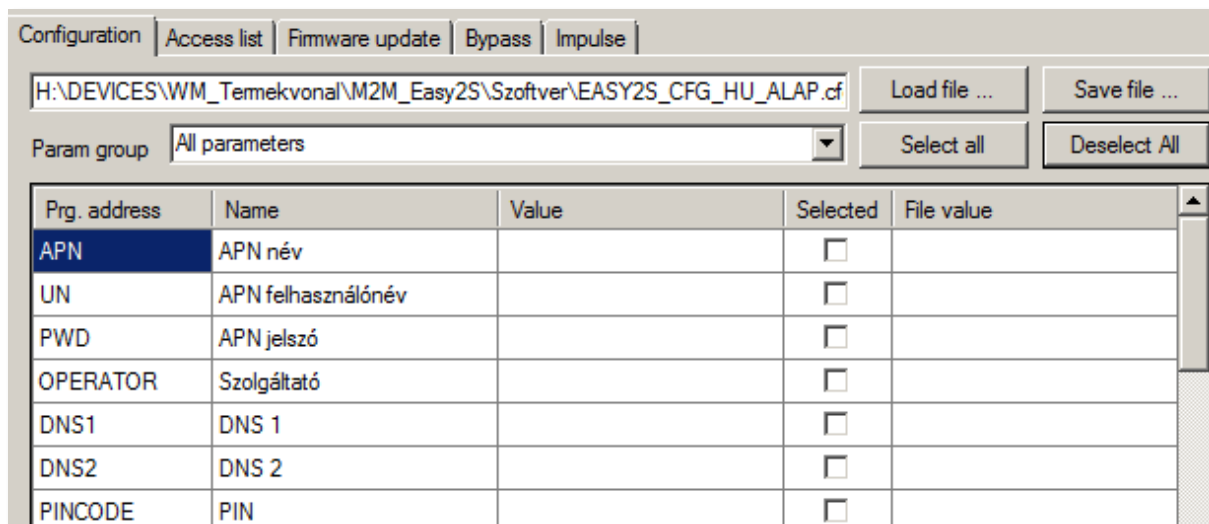 Configuration Access list Firmware update Bypass Impulse
H:\DEVICES\WM_Termekvonal\M2M_Easy2S\Szoftver\EASY2S_CFG_HU_ALAP.cf Load file ... Save file ...
Param group All parameters Select all Deselect All
Prg. address Name Value Selected File value
APN APN név
UN APN felhasználónév
PWD APN jelszó
OPERATOR Szolgáltató
DNS1 DNS 1
DNS2 DNS 2
PINCODE PIN